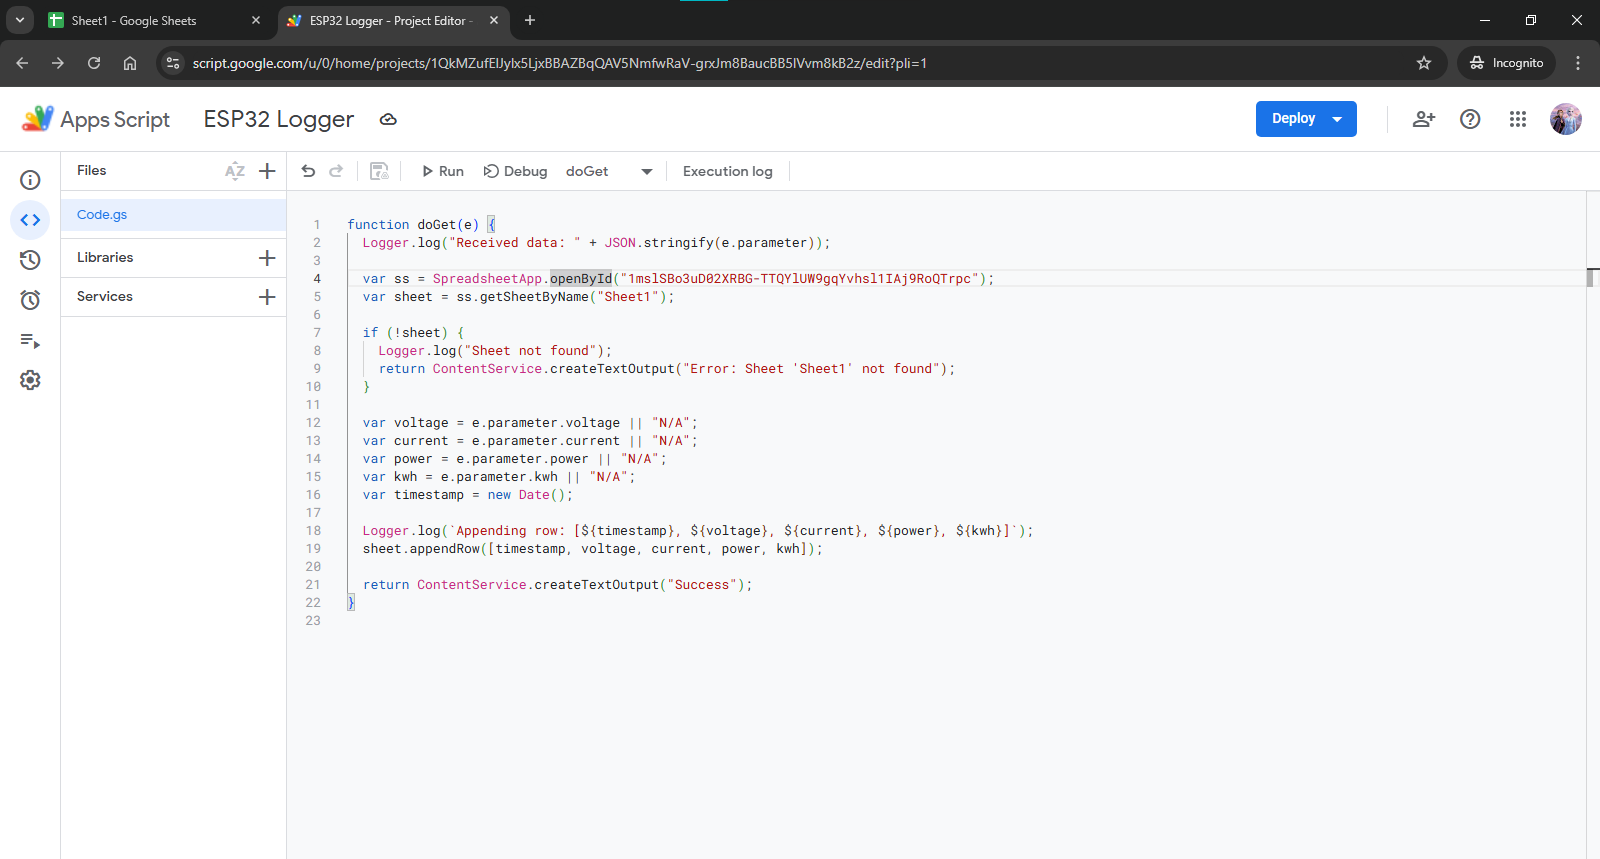 Sheet1 - Google Sheets
ESP32 Logger - Project Editor -
script.google.com/u/0/home/projects/1QkMZufElJylx5LjxBBAZBqQAV5NmfwRaV-grxJm8BaucBB5lVvm8kB2z/edit?pli=1
Incognito
Apps Script
ESP32 Logger
Deploy
Files
AZ
Run
Debug
doGet
Execution log
Code.gs
Libraries
Services
1 function doGet(e) {
2 Logger.log("Received data: " + JSON.stringify(e.parameter));
3
4 var ss = SpreadsheetApp.openById("1mslSBo3uD02XRBG-TTQYlUW9gqYvhsl1IAj9RoQTrpc");
5 var sheet = ss.getSheetByName("Sheet1");
6
7 if (!sheet) {
8 Logger.log("Sheet not found");
9 return ContentService.createTextOutput("Error: Sheet 'Sheet1' not found");
10 }
11
12 var voltage = e.parameter.voltage || "N/A";
13 var current = e.parameter.current || "N/A";
14 var power = e.parameter.power || "N/A";
15 var kwh = e.parameter.kwh || "N/A";
16 var timestamp = new Date();
17
18 Logger.log(`Appending row: [${timestamp}, ${voltage}, ${current}, ${power}, ${kwh}]`);
19 sheet.appendRow([timestamp, voltage, current, power, kwh]);
20
21 return ContentService.createTextOutput("Success");
22 }
23